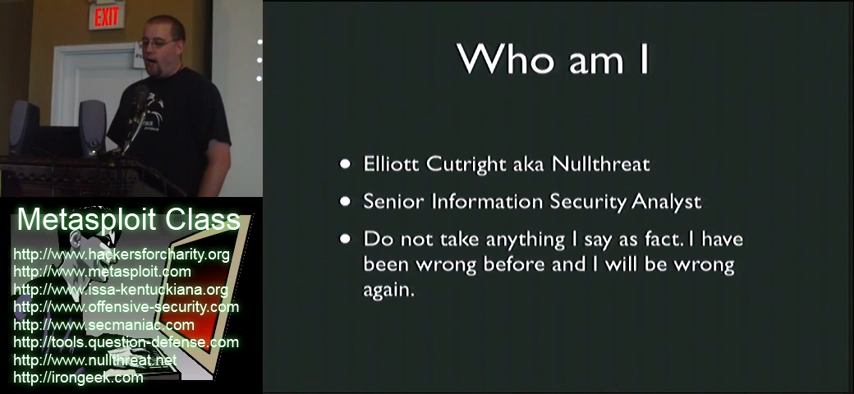 EXIT
Who am I
• Elliott Cutright aka Nullthreat
• Senior Information Security Analyst
• Do not take anything I say as fact. I have
been wrong before and I will be wrong
again.
Metasploit Class
http://www.hackersforcharity.org
http://www.metasploit.com
http://www.issa-kentuckiana.org
http://www.offensive-security.com
http://www.secmaniac.com
http://tools.question-defense.com
http://www.nullthreat.net
http://irongeek.com